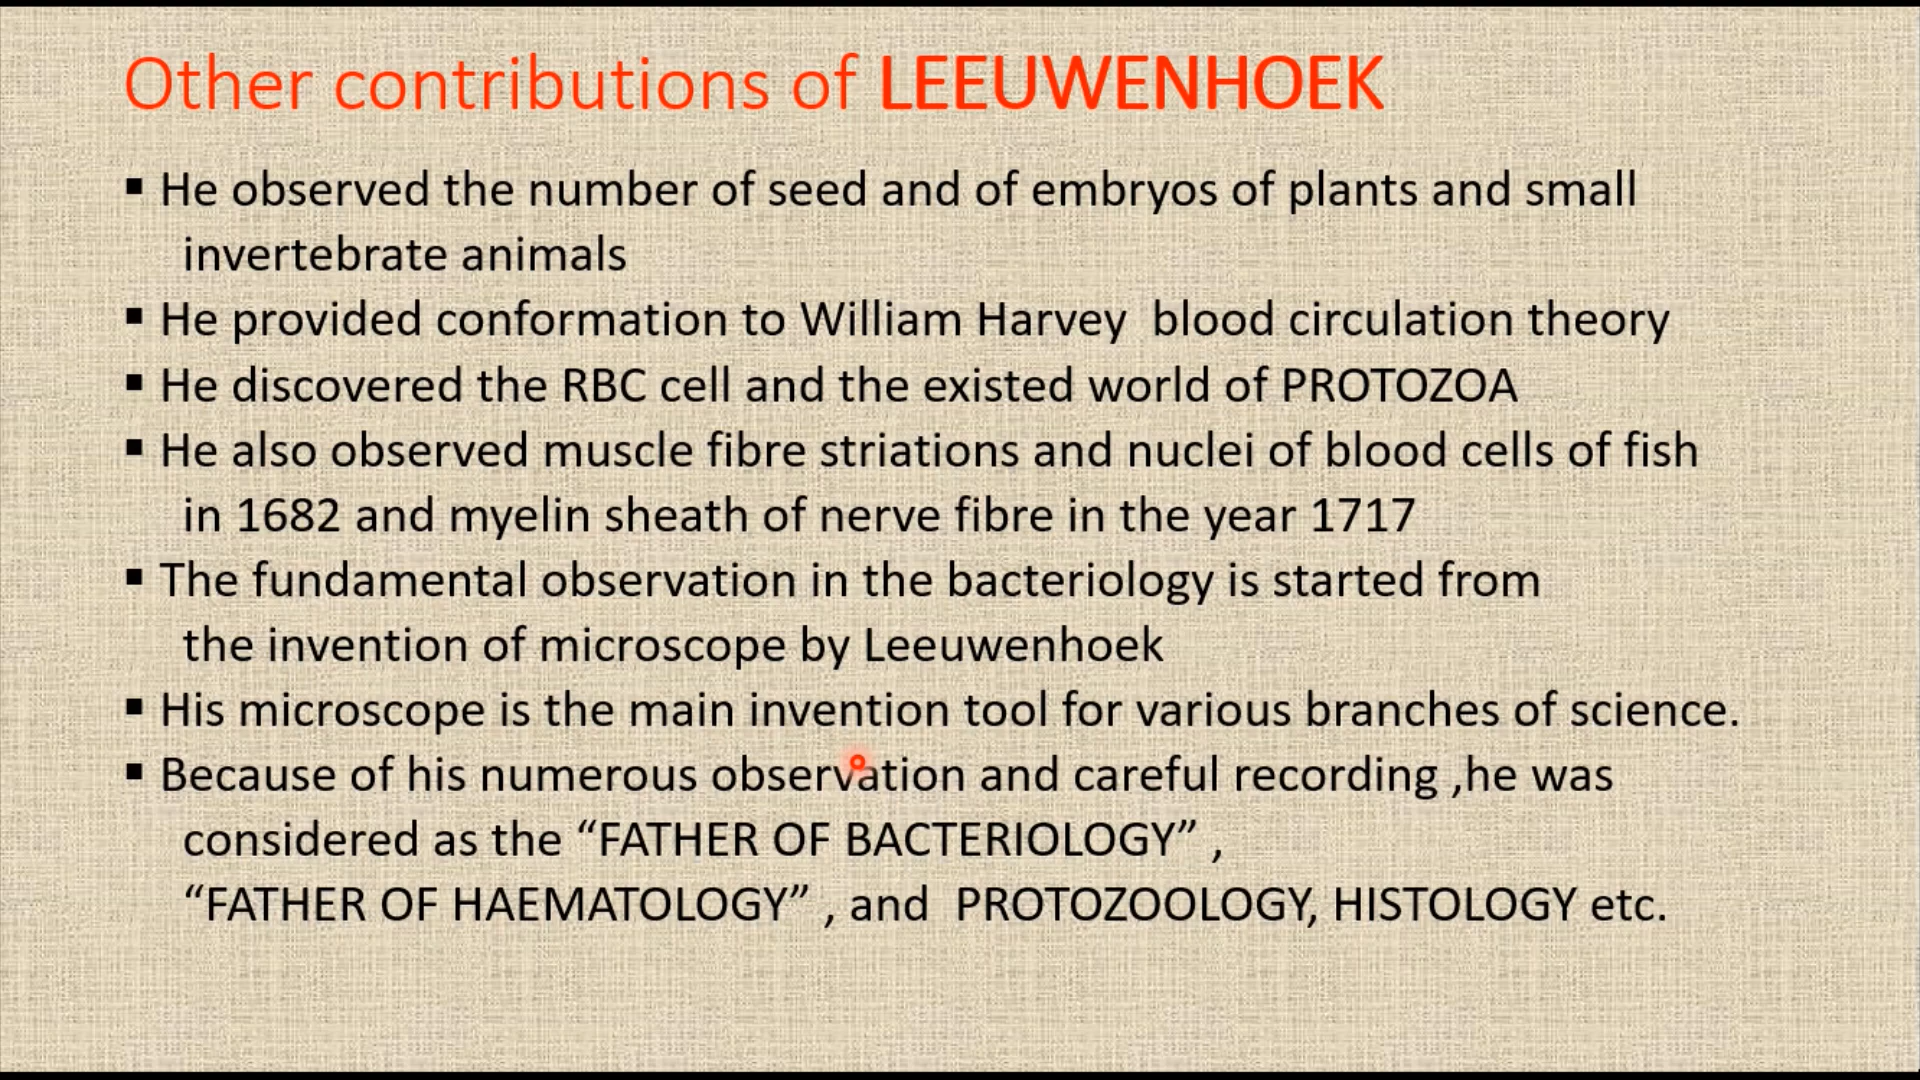 Other contributions of LEEUWENHOEK
▪ He observed the number of seed and of embryos of plants and small
invertebrate animals
▪ He provided conformation to William Harvey  blood circulation theory
▪ He discovered the RBC cell and the existed world of PROTOZOA
▪ He also observed muscle fibre striations and nuclei of blood cells of fish
in 1682 and myelin sheath of nerve fibre in the year 1717
▪ The fundamental observation in the bacteriology is started from
the invention of microscope by Leeuwenhoek
▪ His microscope is the main invention tool for various branches of science.
▪ Because of his numerous observation and careful recording ,he was
considered as the “FATHER OF BACTERIOLOGY” ,
“FATHER OF HAEMATOLOGY” , and  PROTOZOOLOGY, HISTOLOGY etc.